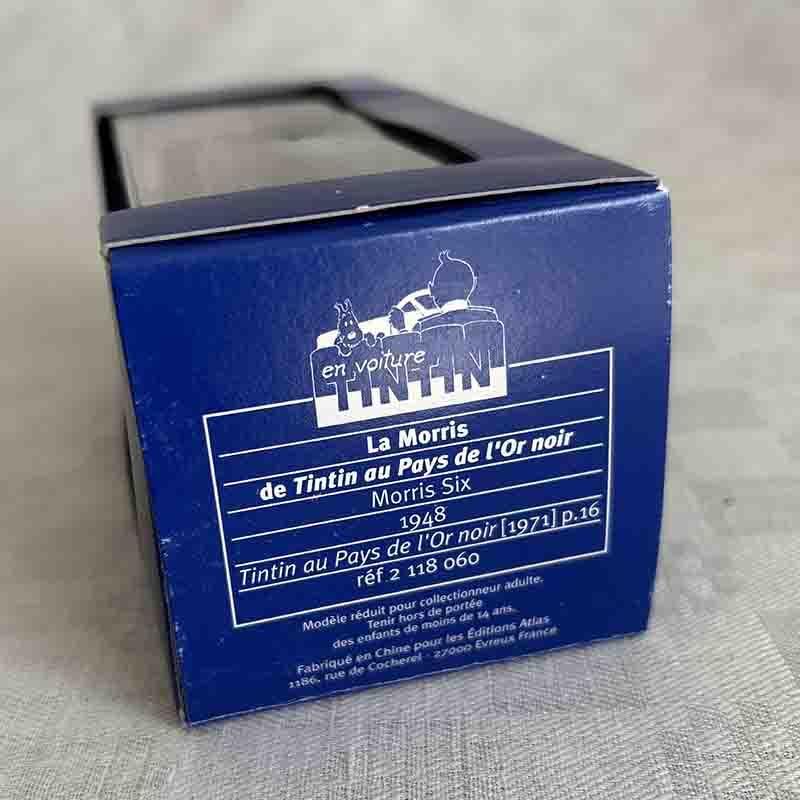 en voiture
TINTIN
La Morris
de Tintin au Pays de l'Or noir
Morris Six
1948
Tintin au Pays de l'Or noir [1971] p.16
réf 2 118 060
Modèle réduit pour collectionneur adulte.
Tenir hors de portée
des enfants de moins de 14 ans.
Fabriqué en Chine pour les Éditions Atlas
1186, rue de Cocherel - 27000 Evreux France